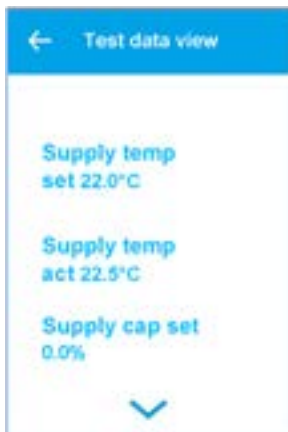 Test data view
Supply temp
set 22.0°C
Supply temp
act 22.5°C
Supply cap set
0.0%